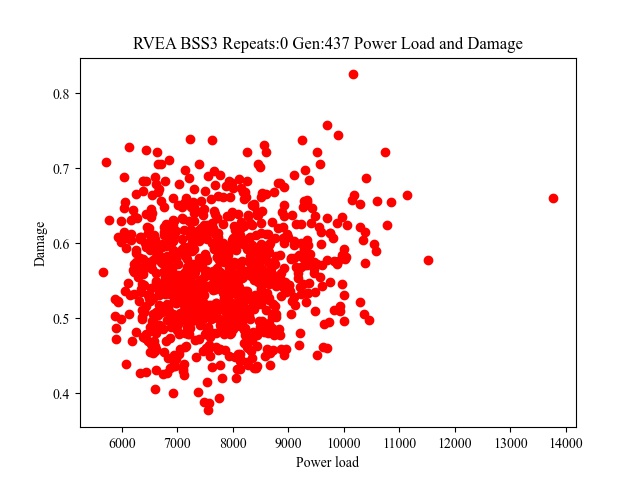 RVEA BSS3 Repeats:0 Gen:437 Power Load and Damage
0.8
0.7
0.6
0.5
0.4
Damage
6000 7000 8000 9000 10000 11000 12000 13000 14000
Power load